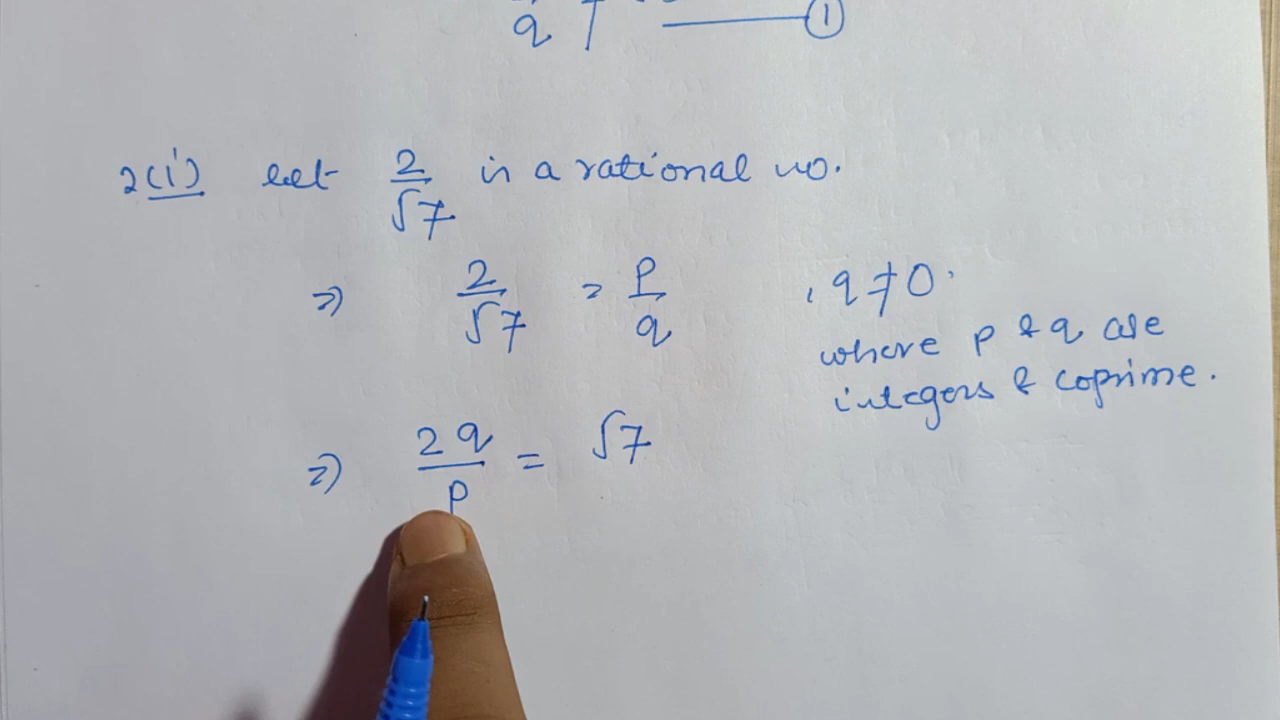 q ①
2(i) let 2/√7 is a rational no.
⇒ 2/√7 = p/q , q ≠ 0.
where p & q are
integers & coprime.
⇒ 2q/p = √7